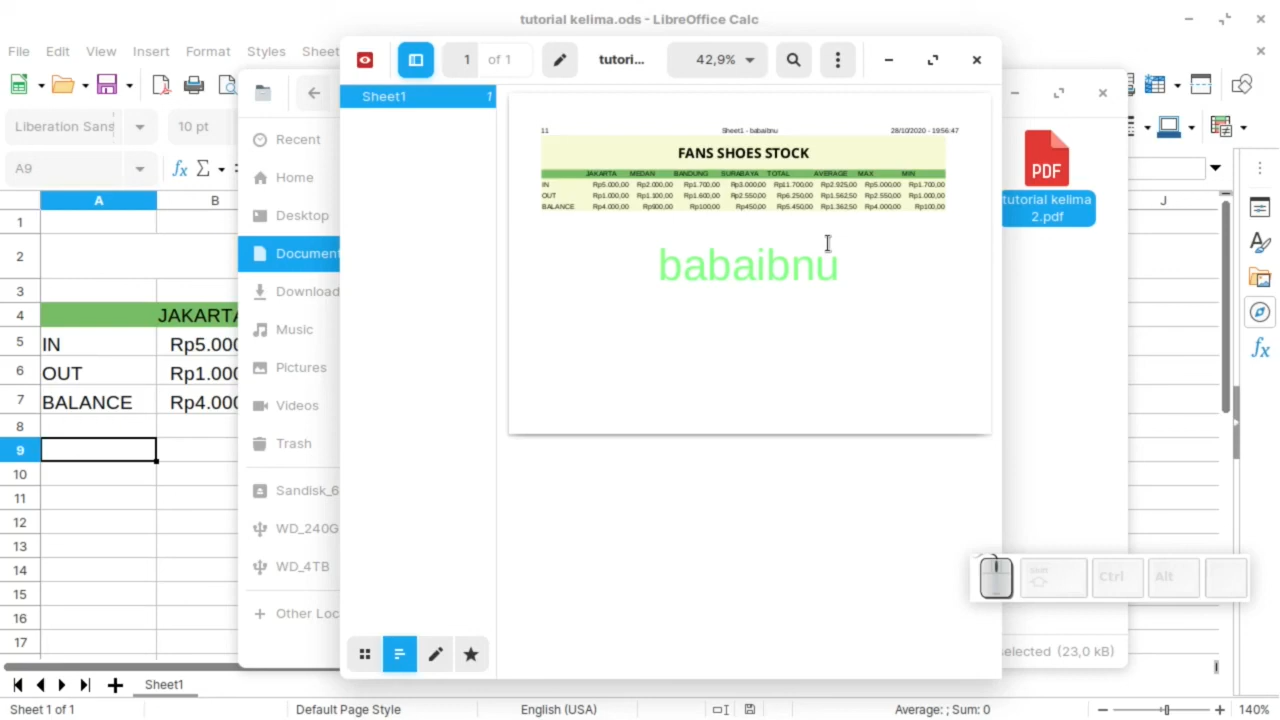 tutorial kelima.ods - LibreOffice Calc
File Edit View Insert Format Styles Sheet
Liberation Sans 10 pt
A9
A B J
1
2
3
4 JAKARTA
5 IN Rp5.000
6 OUT Rp1.000
7 BALANCE Rp4.000
8
9
10
11
12
13
14
15
16
17
Recent
Home
Desktop
Document
Download
Music
Pictures
Videos
Trash
Sandisk_6
WD_240G
WD_4TB
Other Loc
1 of 1 tutori... 42,9%
Sheet1 1
11 Sheet1 - babaibnu 28/10/2020 - 19:56:47
FANS SHOES STOCK
JAKARTA MEDAN BANDUNG SURABAYA TOTAL AVERAGE MAX MIN
IN Rp5.000,00 Rp2.000,00 Rp1.700,00 Rp3.000,00 Rp11.700,00 Rp2.925,00 Rp5.000,00 Rp1.700,00
OUT Rp1.000,00 Rp1.100,00 Rp1.600,00 Rp2.550,00 Rp6.250,00 Rp1.562,50 Rp2.550,00 Rp1.000,00
BALANCE Rp4.000,00 Rp900,00 Rp100,00 Rp450,00 Rp5.450,00 Rp1.362,50 Rp4.000,00 Rp100,00
babaibnu
PDF
tutorial kelima
2.pdf
Shift Ctrl Alt
selected (23,0 kB)
Sheet1
Sheet 1 of 1 Default Page Style English (USA) Average: ; Sum: 0 140%